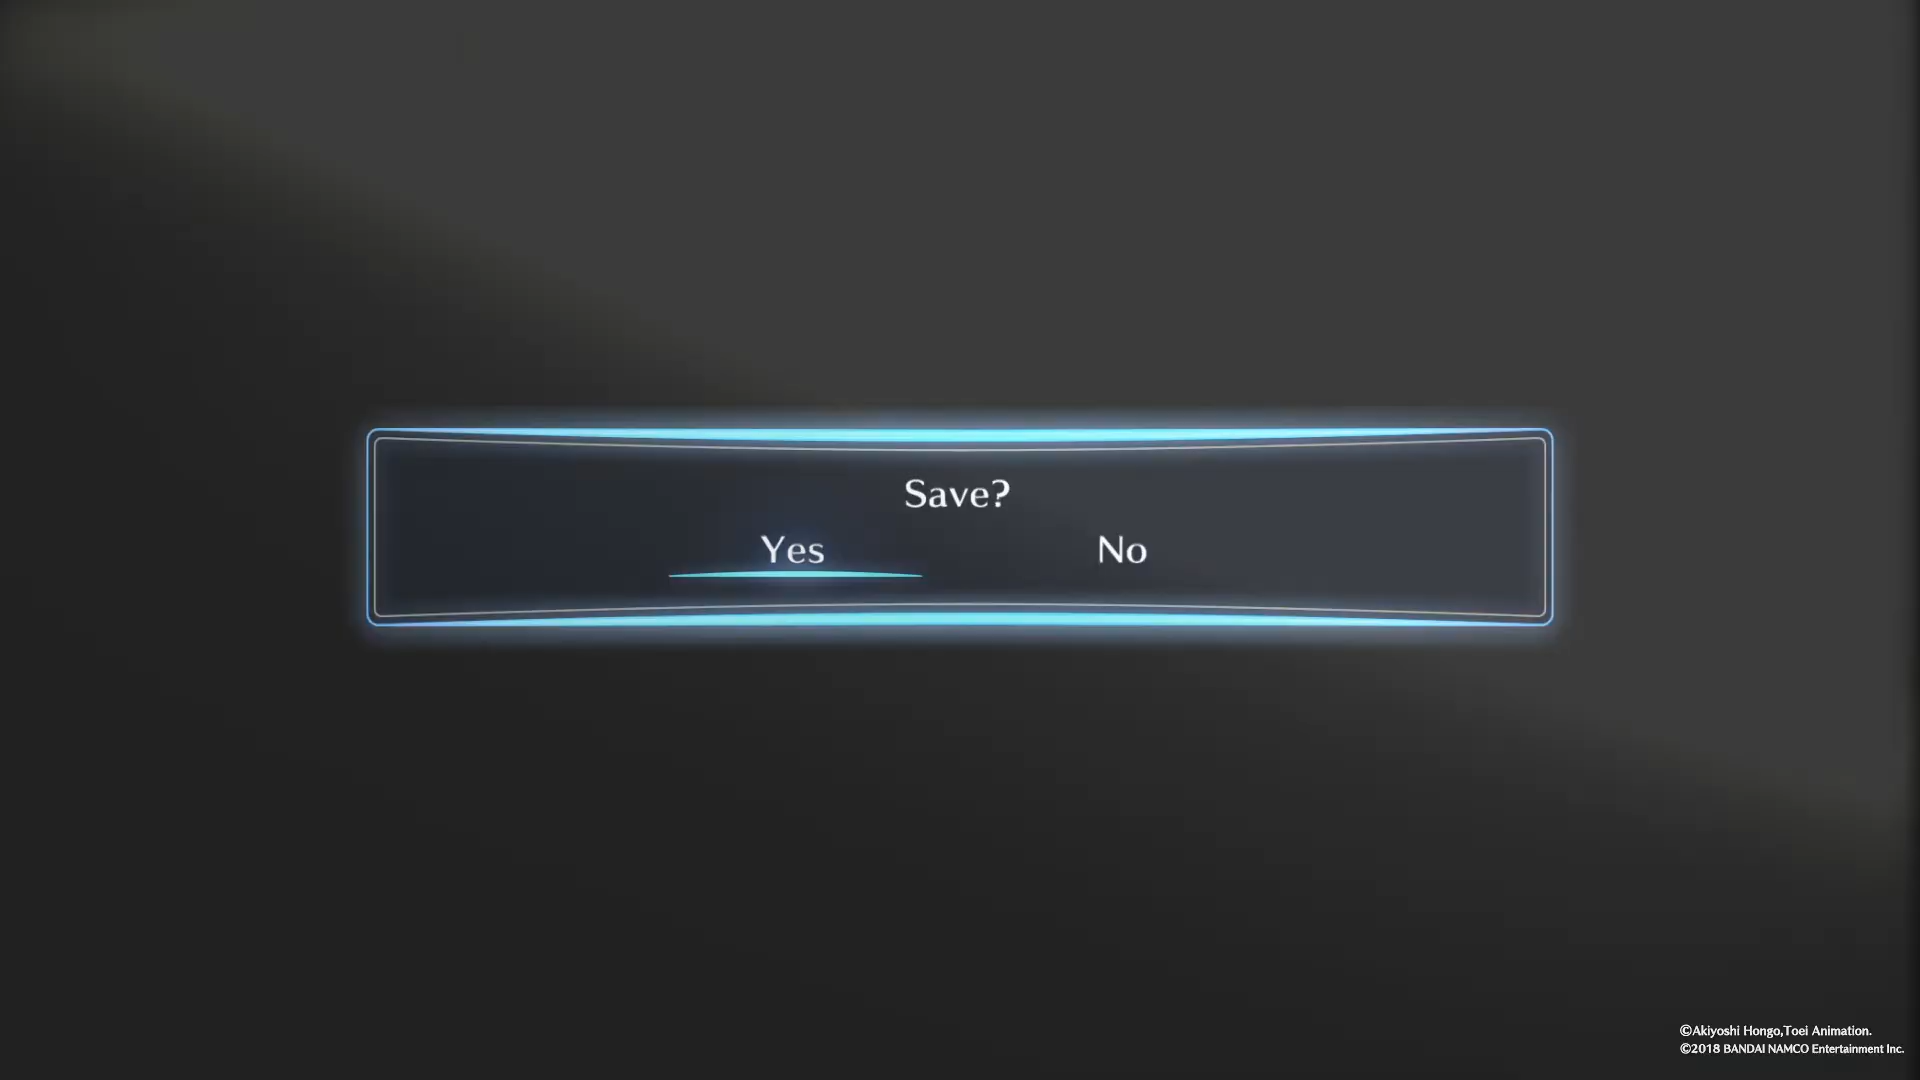 Save?
Yes No
©Akiyoshi Hongo,Toei Animation.
©2018 BANDAI NAMCO Entertainment Inc.